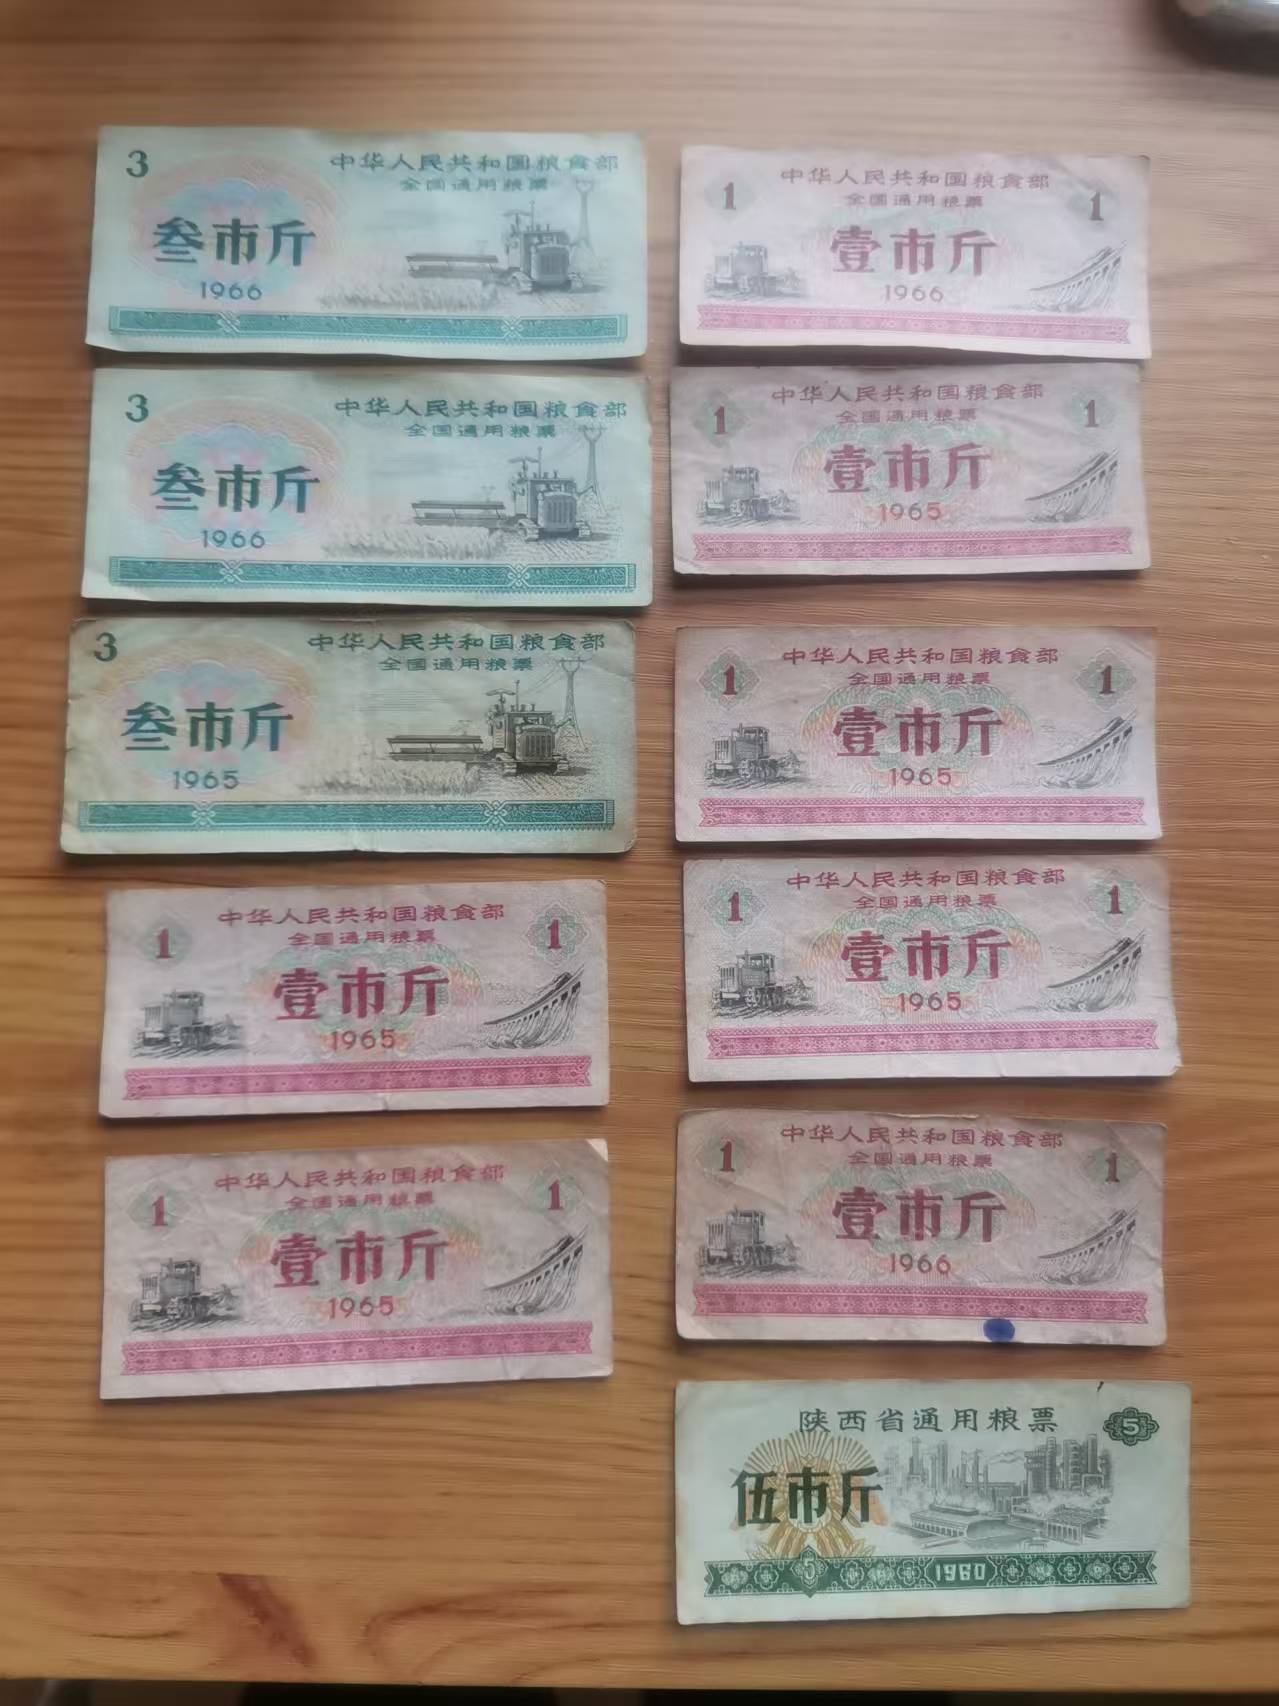 3
中华人民共和国粮食部
全国通用粮票
叁市斤
1966
3
中华人民共和国粮食部
全国通用粮票
叁市斤
1966
3
中华人民共和国粮食部
全国通用粮票
叁市斤
1965
中华人民共和国粮食部
全国通用粮票
1 1
壹市斤
1965
中华人民共和国粮食部
全国通用粮票
1 1
壹市斤
1965
中华人民共和国粮食部
全国通用粮票
1 1
壹市斤
1966
中华人民共和国粮食部
全国通用粮票
1 1
壹市斤
1965
中华人民共和国粮食部
全国通用粮票
1 1
壹市斤
1965
中华人民共和国粮食部
全国通用粮票
1 1
壹市斤
1965
中华人民共和国粮食部
全国通用粮票
1 1
壹市斤
1966
陕西省通用粮票 5
伍市斤
5 1980